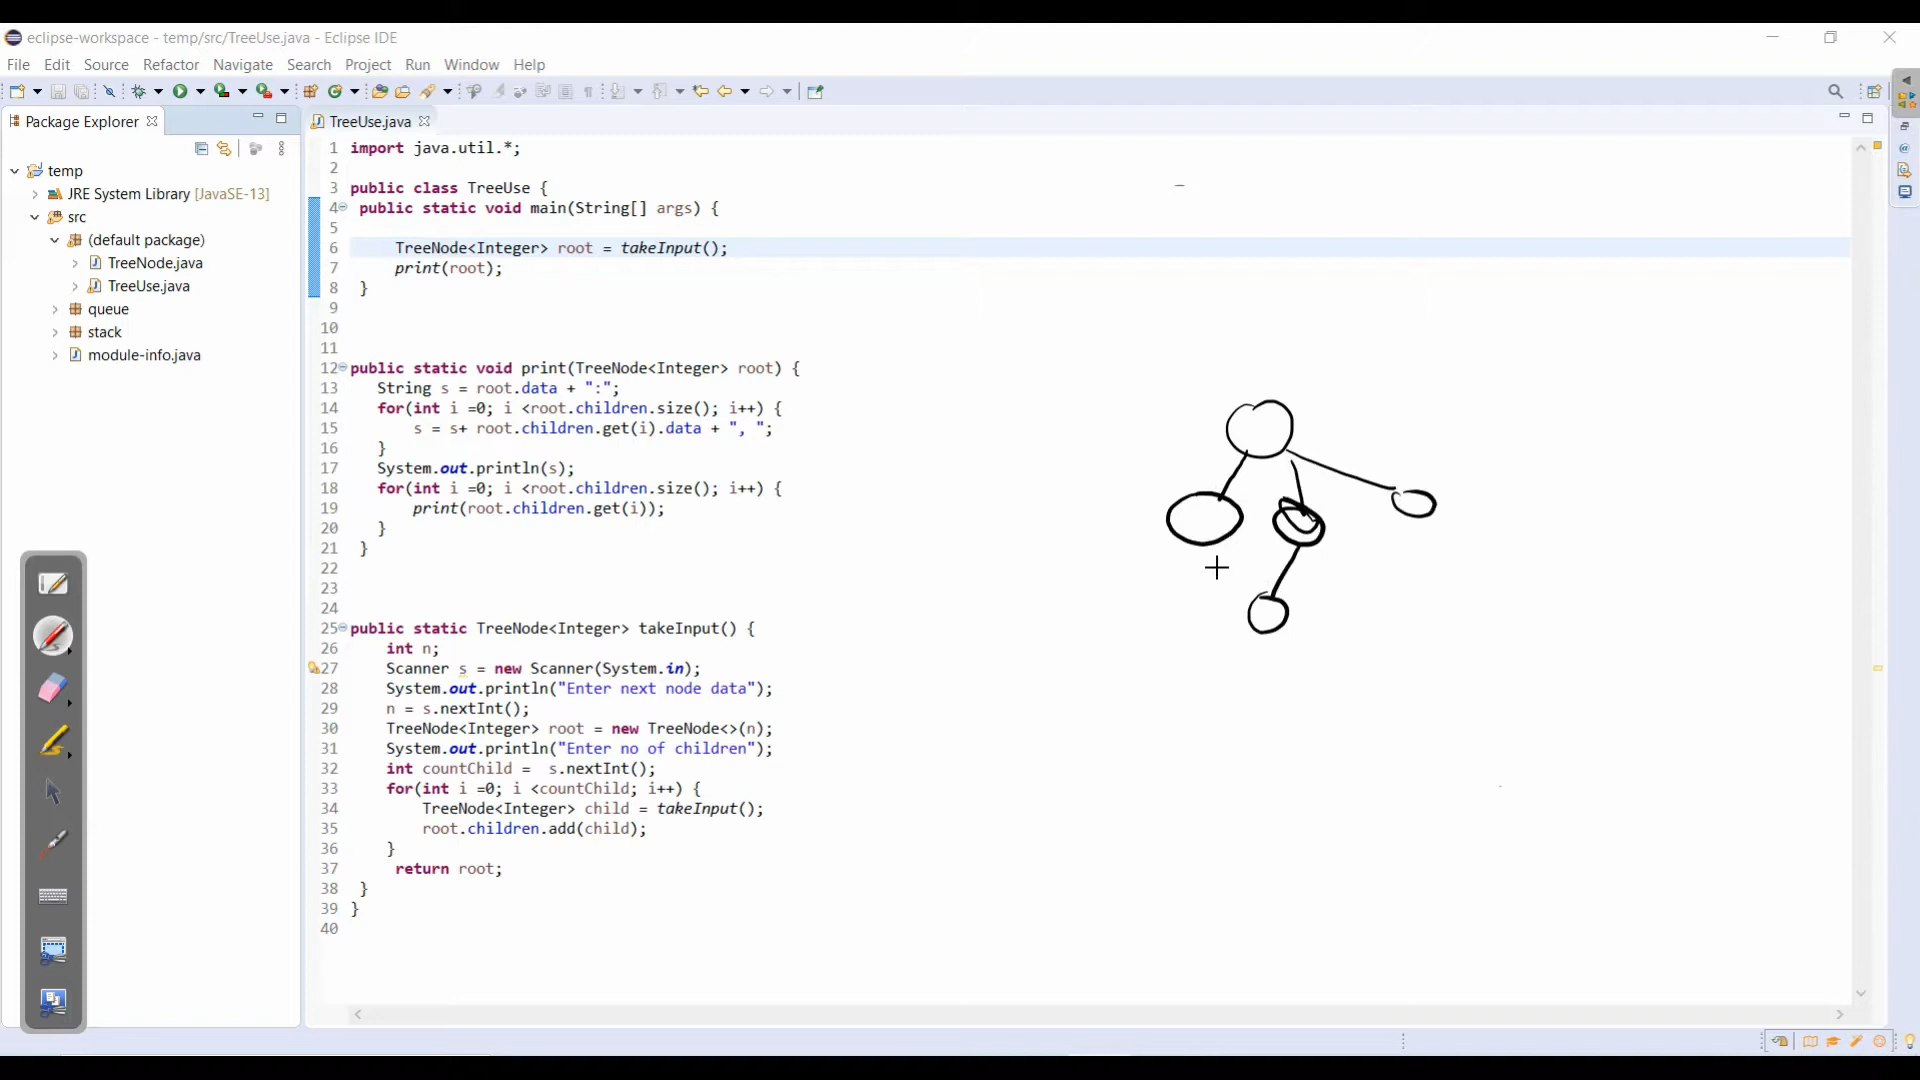 eclipse-workspace - temp/src/TreeUse.java - Eclipse IDE
File Edit Source Refactor Navigate Search Project Run Window Help
Package Explorer
TreeUse.java
temp
JRE System Library [JavaSE-13]
src
(default package)
TreeNode.java
TreeUse.java
queue
stack
module-info.java
1 import java.util.*;
2
3 public class TreeUse {
4 public static void main(String[] args) {
5
6 TreeNode<Integer> root = takeInput();
7 print(root);
8 }
9
10
11
12 public static void print(TreeNode<Integer> root) {
13 String s = root.data + ":";
14 for(int i =0; i <root.children.size(); i++) {
15 s = s+ root.children.get(i).data + ", ";
16 }
17 System.out.println(s);
18 for(int i =0; i <root.children.size(); i++) {
19 print(root.children.get(i));
20 }
21 }
22
23
24
25 public static TreeNode<Integer> takeInput() {
26 int n;
27 Scanner s = new Scanner(System.in);
28 System.out.println("Enter next node data");
29 n = s.nextInt();
30 TreeNode<Integer> root = new TreeNode<>(n);
31 System.out.println("Enter no of children");
32 int countChild =  s.nextInt();
33 for(int i =0; i <countChild; i++) {
34 TreeNode<Integer> child = takeInput();
35 root.children.add(child);
36 }
37 return root;
38 }
39 }
40